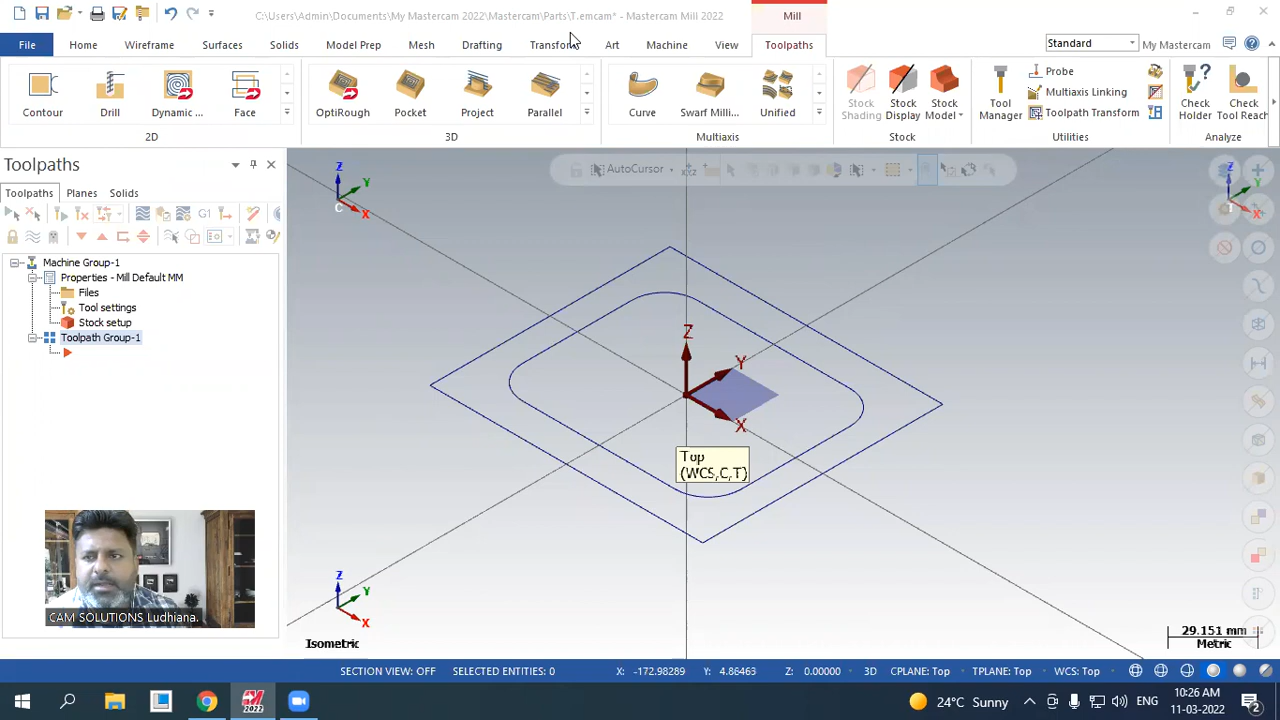 C:\Users\Admin\Documents\My Mastercam 2022\Mastercam\Parts\T.emcam* - Mastercam Mill 2022
Mill
File Home Wireframe Surfaces Solids Model Prep Mesh Drafting Transform Art Machine View Toolpaths
Standard
My Mastercam
Contour Drill Dynamic ... Face
2D
OptiRough Pocket Project Parallel
3D
Curve Swarf Milli... Unified
Multiaxis
Stock Shading
Stock Display
Stock Model
Stock
Tool Manager
Probe
Multiaxis Linking
Toolpath Transform
Utilities
Check Holder
Check Tool Reach
Analyze
Toolpaths
Toolpaths Planes Solids
G1
Machine Group-1
Properties - Mill Default MM
Files
Tool settings
Stock setup
Toolpath Group-1
AutoCursor
Z
Y
X
C
Z
Y
X
T
Z
Y
X
Top
(WCS,C,T)
Z
Y
X
Isometric
29.151 mm
Metric
CAM SOLUTIONS Ludhiana.
SECTION VIEW: OFF SELECTED ENTITIES: 0 X: -172.98289 Y: 4.86463 Z: 0.00000 3D CPLANE: Top TPLANE: Top WCS: Top
2022
24°C Sunny
ENG
10:26 AM
11-03-2022
2